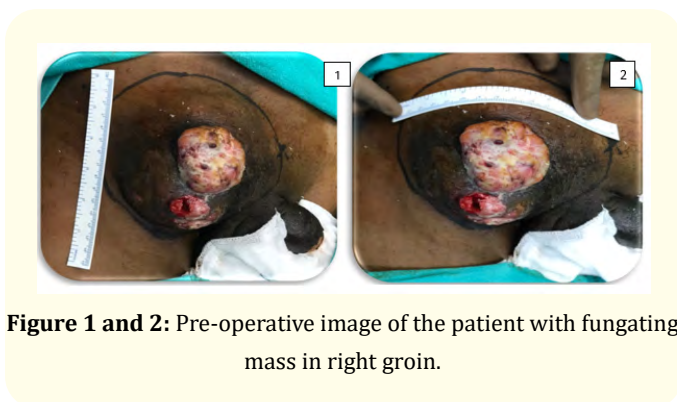 1
2
Figure 1 and 2: Pre-operative image of the patient with fungating
mass in right groin.